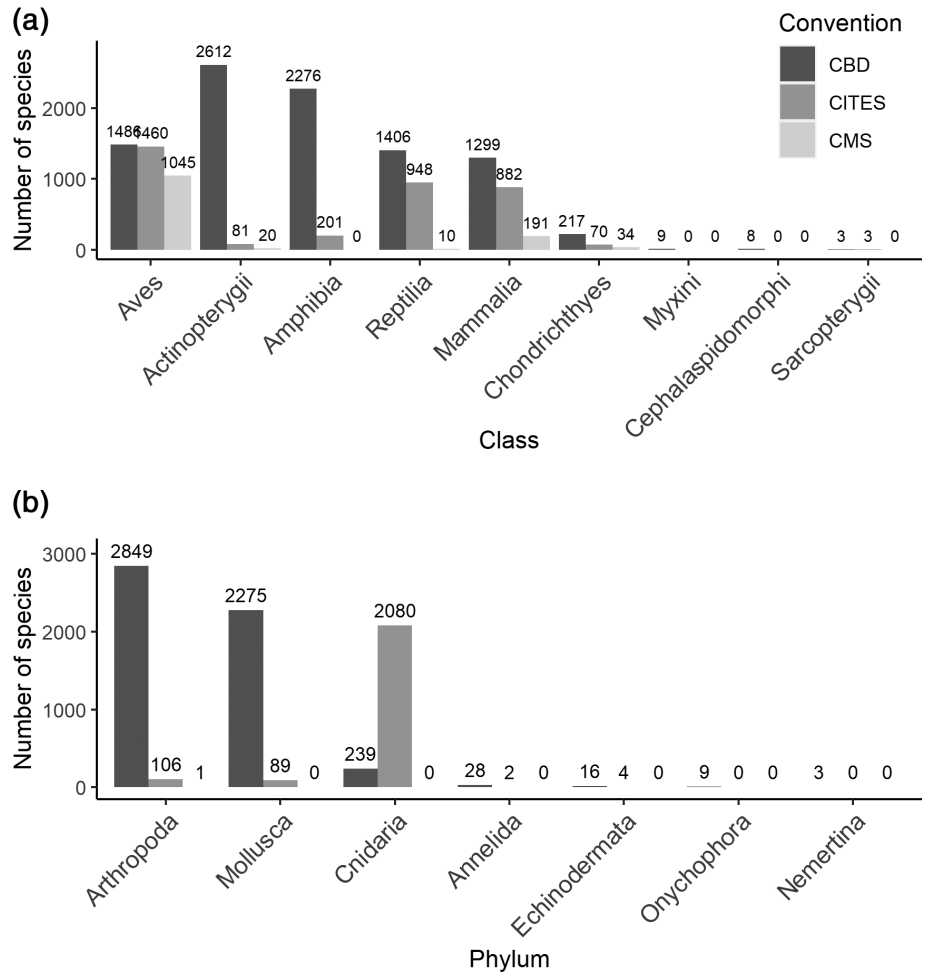 (a)
Convention
CBD
CITES
CMS
Number of species
2000
1000
0
1486 1460 1045
2612 81 20
2276 201 0
1406 948 10
1299 882 191
217 70 34
9 0 0
8 0 0
3 3 0
Aves
Actinopterygii
Amphibia
Reptilia
Mammalia
Chondrichthyes
Myxini
Cephalaspidomorphi
Sarcopterygii
Class
(b)
Number of species
3000
2000
1000
0
2849 106 1
2275 89 0
239 2080 0
28 2 0
16 4 0
9 0 0
3 0 0
Arthropoda
Mollusca
Cnidaria
Annelida
Echinodermata
Onychophora
Nemertina
Phylum